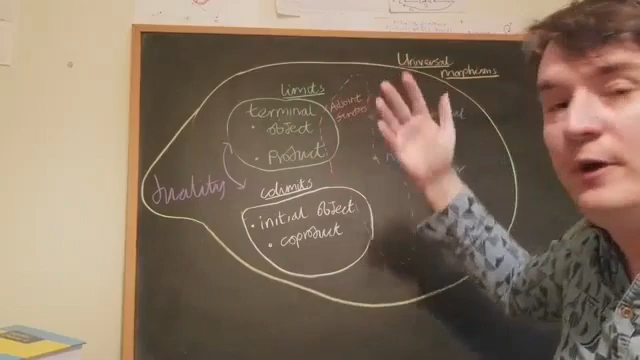 Universal
morphisms
limits
terminal
• object
• Product
Adjoint
functors
duality
colimits
• initial object
• coproduct